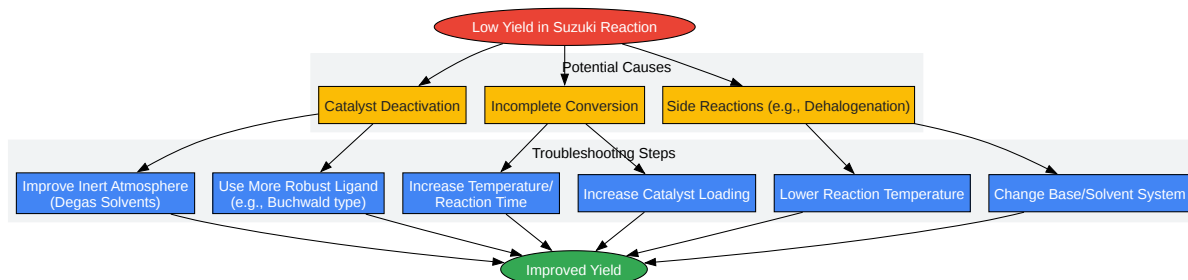 Low Yield in Suzuki Reaction
Potential Causes
Catalyst Deactivation
Incomplete Conversion
Side Reactions (e.g., Dehalogenation)
Troubleshooting Steps
Improve Inert Atmosphere
(Degas Solvents)
Use More Robust Ligand
(e.g., Buchwald type)
Increase Temperature/
Reaction Time
Increase Catalyst Loading
Lower Reaction Temperature
Change Base/Solvent System
Improved Yield